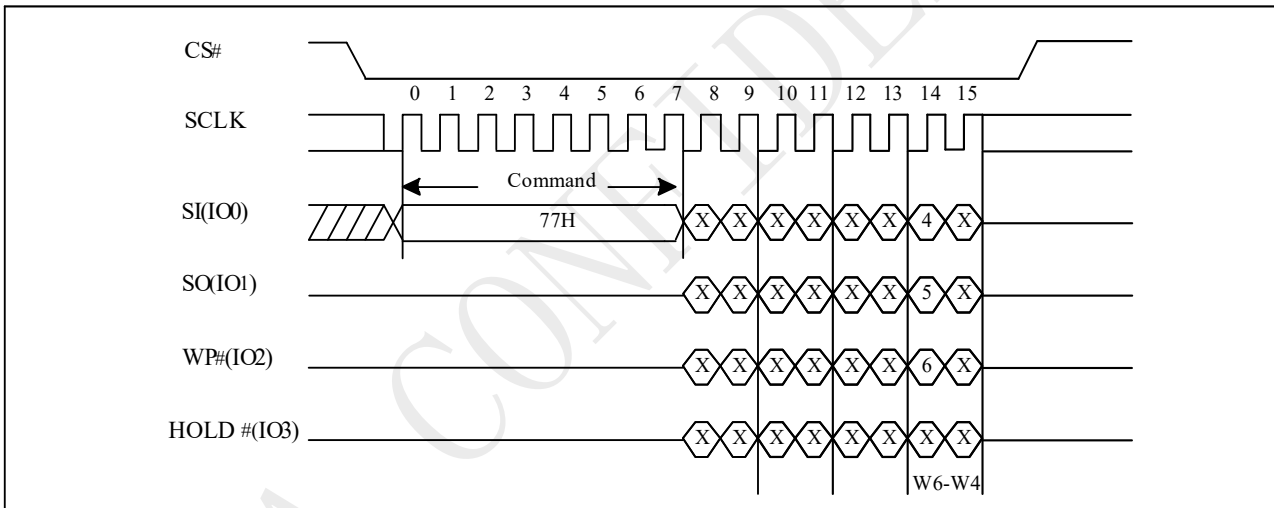 CS#
0 1 2 3 4 5 6 7 8 9 10 11 12 13 14 15
SCLK
Command
SI(IO0) 77H X X X X X X 4 X
SO(IO1) X X X X X X 5 X
WP#(IO2) X X X X X X 6 X
HOLD #(IO3) X X X X X X X X
W6-W4